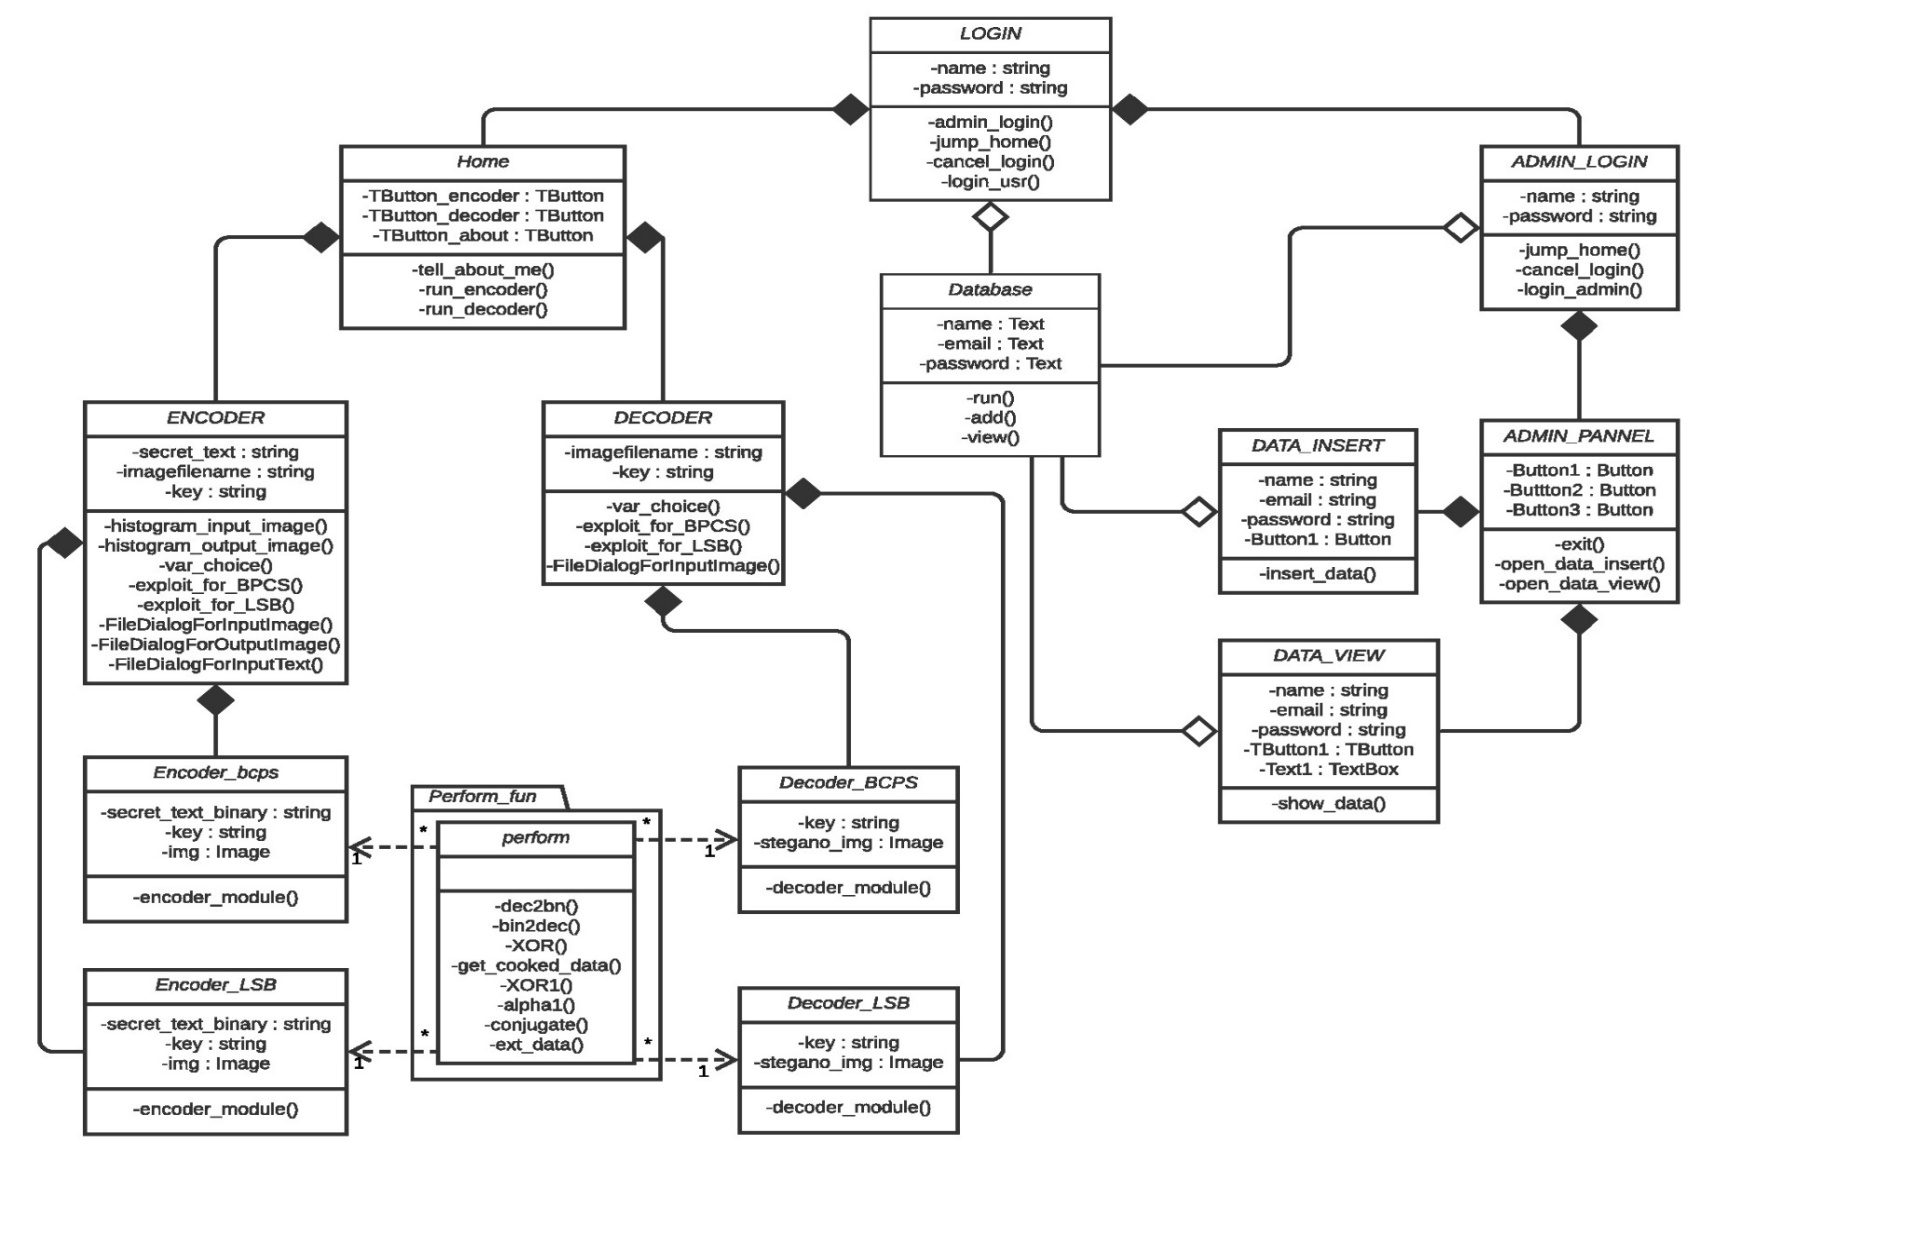 LOGIN
-name : string
-password : string
-admin_login()
-jump_home()
-cancel_login()
-login_usr()
Home
-TButton_encoder : TButton
-TButton_decoder : TButton
-TButton_about : TButton
-tell_about_me()
-run_encoder()
-run_decoder()
ADMIN_LOGIN
-name : string
-password : string
-jump_home()
-cancel_login()
-login_admin()
Database
-name : Text
-email : Text
-password : Text
-run()
-add()
-view()
ENCODER
-secret_text : string
-imagefilename : string
-key : string
-histogram_input_image()
-histogram_output_image()
-var_choice()
-exploit_for_BPCS()
-exploit_for_LSB()
-FileDialogForInputImage()
-FileDialogForOutputImage()
-FileDialogForInputText()
DECODER
-imagefilename : string
-key : string
-var_choice()
-exploit_for_BPCS()
-exploit_for_LSB()
-FileDialogForInputImage()
DATA_INSERT
-name : string
-email : string
-password : string
-Button1 : Button
-insert_data()
ADMIN_PANNEL
-Button1 : Button
-Buttton2 : Button
-Button3 : Button
-exit()
-open_data_insert()
-open_data_view()
DATA_VIEW
-name : string
-email : string
-password : string
-TButton1 : TButton
-Text1 : TextBox
-show_data()
Encoder_bcps
-secret_text_binary : string
-key : string
-img : Image
-encoder_module()
Perform_fun
perform
-dec2bn()
-bin2dec()
-XOR()
-get_cooked_data()
-XOR1()
-alpha1()
-conjugate()
-ext_data()
*
1
*
1
*
1
*
1
Decoder_BCPS
-key : string
-stegano_img : Image
-decoder_module()
Encoder_LSB
-secret_text_binary : string
-key : string
-img : Image
-encoder_module()
Decoder_LSB
-key : string
-stegano_img : Image
-decoder_module()